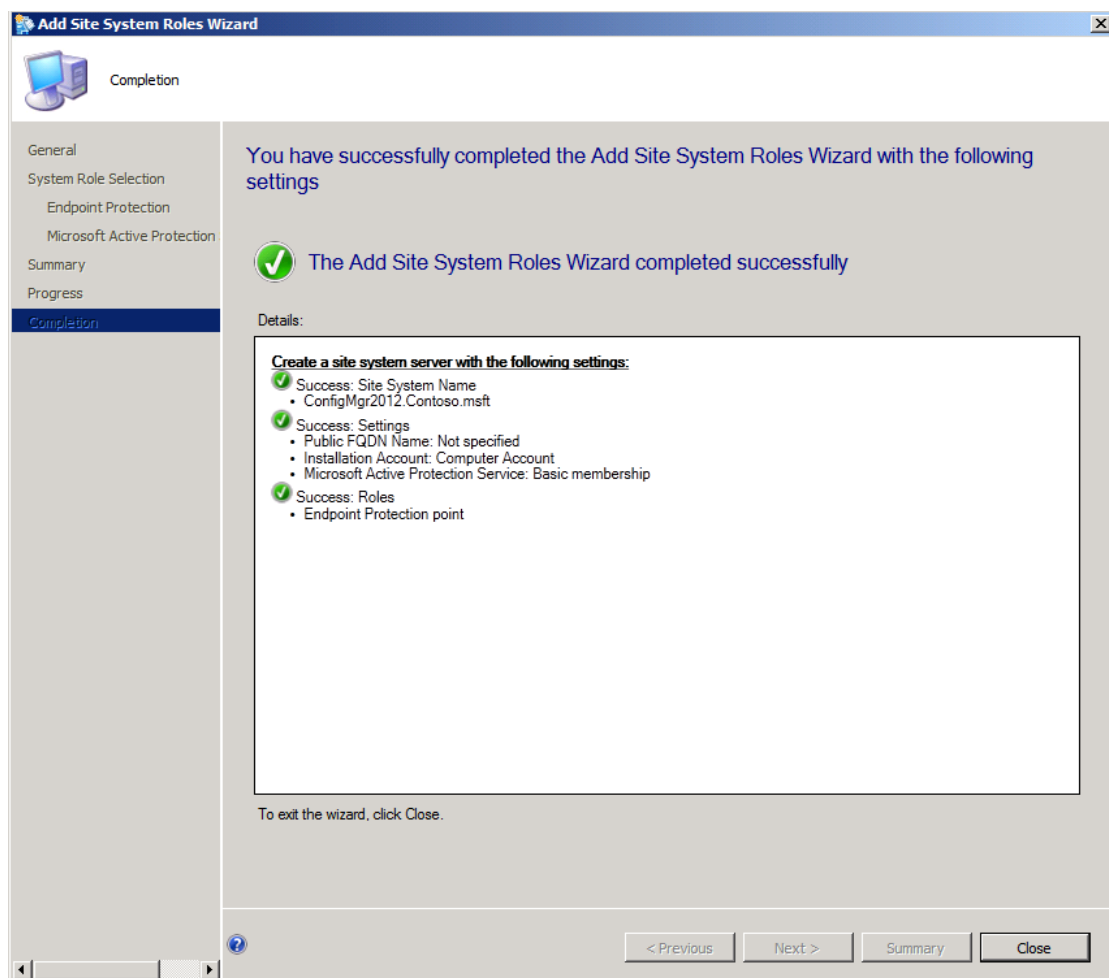 Add Site System Roles Wizard
Completion
General
System Role Selection
Endpoint Protection
Microsoft Active Protection
Summary
Progress
Completion
You have successfully completed the Add Site System Roles Wizard with the following
settings
The Add Site System Roles Wizard completed successfully
Details:
Create a site system server with the following settings:
Success: Site System Name
• ConfigMgr2012.Contoso.msft
Success: Settings
• Public FQDN Name: Not specified
• Installation Account: Computer Account
• Microsoft Active Protection Service: Basic membership
Success: Roles
• Endpoint Protection point
To exit the wizard, click Close.
< Previous
Next >
Summary
Close